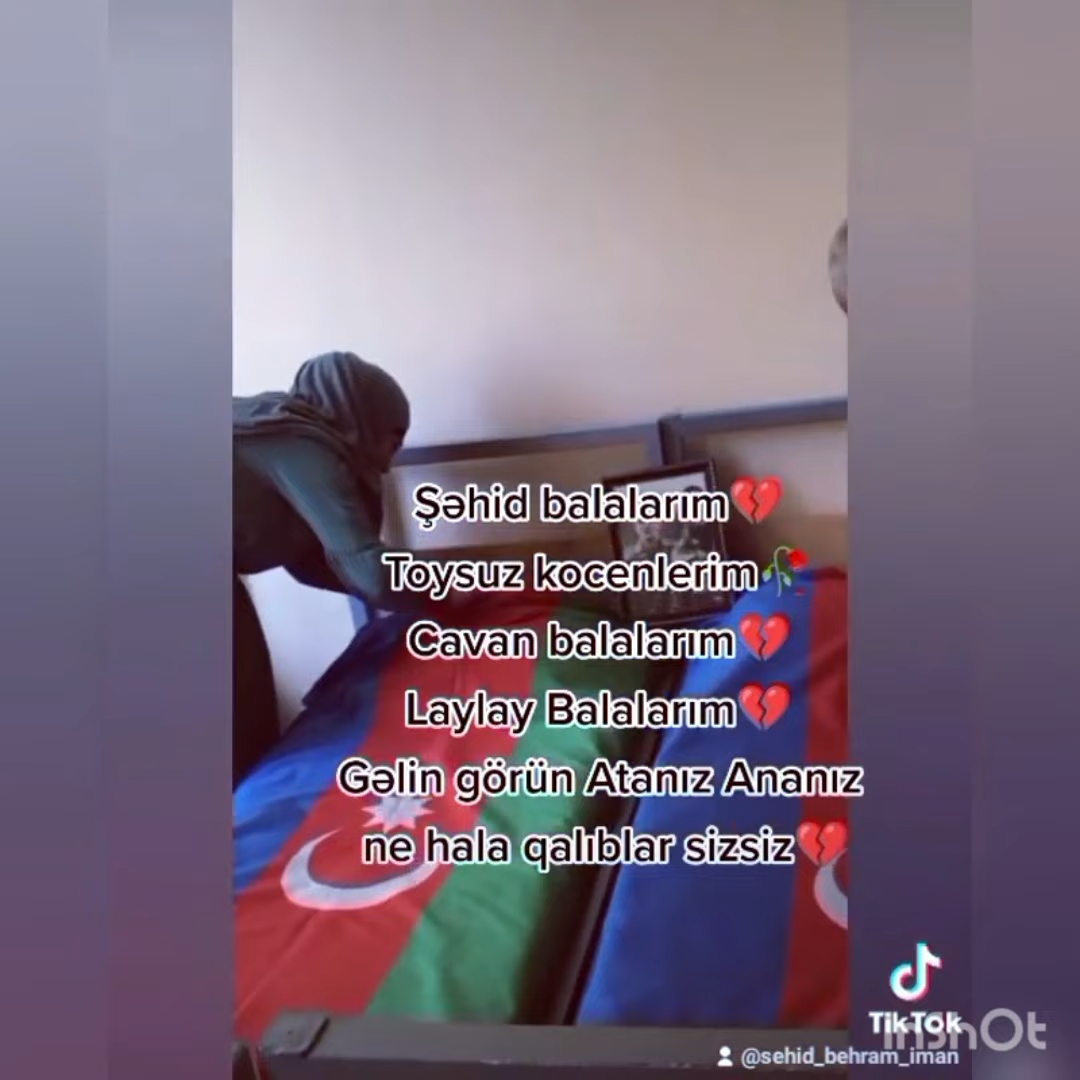 Şəhid balalarım💔
Toysuz kocenlerim🥀
Cavan balalarım💔
Laylay Balalarım💔
Gəlin görün Atanız Ananız
ne hala qalıblar sizsiz💔
TikTok
InShOt
@sehid_behram_iman